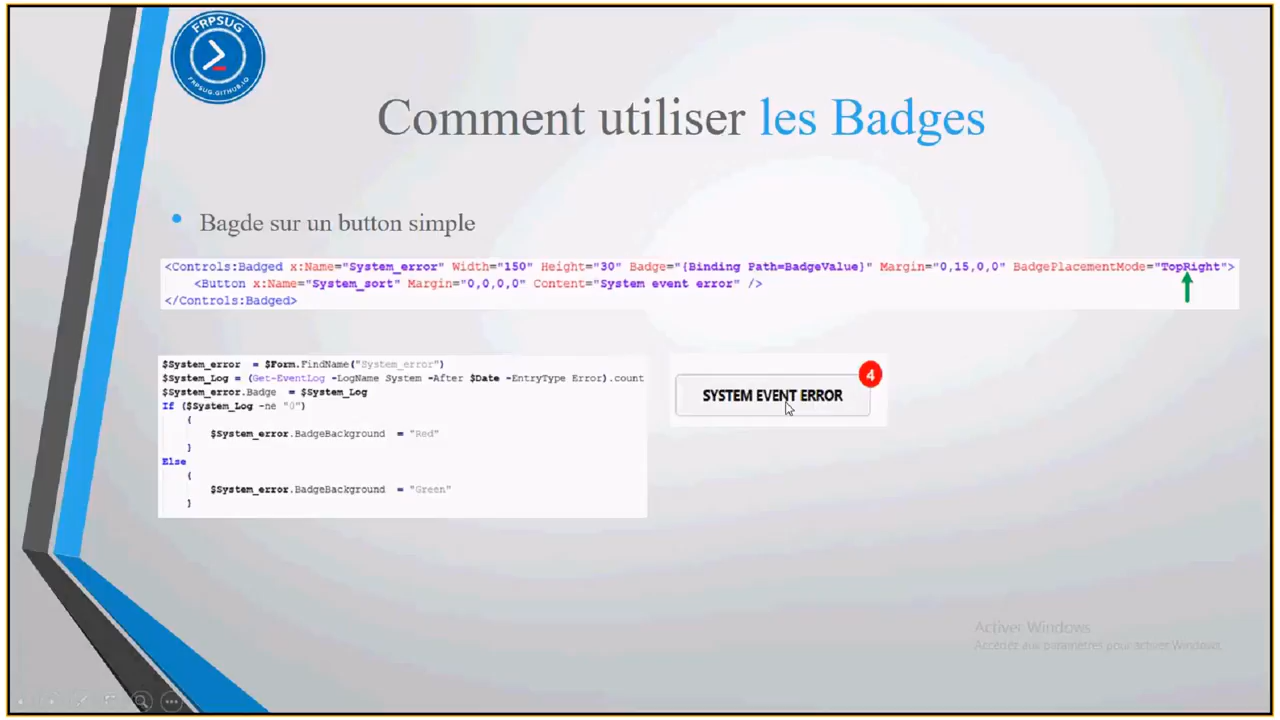 FRPSUG
FRPSUG.GITHUB.IO
Comment utiliser les Badges
• Bagde sur un button simple
<Controls:Badged x:Name="System_error" Width="150" Height="30" Badge="{Binding Path=BadgeValue}" Margin="0,15,0,0" BadgePlacementMode="TopRight">
<Button x:Name="System_sort" Margin="0,0,0,0" Content="System event error" />
</Controls:Badged>
$System_error = $Form.FindName("System_error")
$System_Log = (Get-EventLog -LogName System -After $Date -EntryType Error).count
$System_error.Badge = $System_Log
If ($System_Log -ne "0")
{
$System_error.BadgeBackground = "Red"
}
Else
{
$System_error.BadgeBackground = "Green"
}
4
SYSTEM EVENT ERROR
Activer Windows
Accédez aux paramètres pour activer Windows.